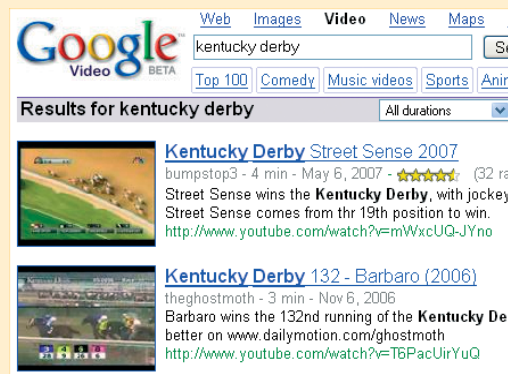 Web Images Video News Maps
Google
Video BETA
kentucky derby
Top 100 Comedy Music videos Sports
Results for kentucky derby All durations
Kentucky Derby Street Sense 2007
bumpstop3 - 4 min - May 6, 2007 - (32
Street Sense wins the Kentucky Derby, with jockey
Street Sense comes from thr 19th position to win.
http://www.youtube.com/watch?v=mWxcUQ-JYno
Kentucky Derby 132 - Barbaro (2006)
theghostmoth - 3 min - Nov 6, 2006
Barbaro wins the 132nd running of the Kentucky De
better on www.dailymotion.com/ghostmoth
http://www.youtube.com/watch?v=T6PacUirYuQ